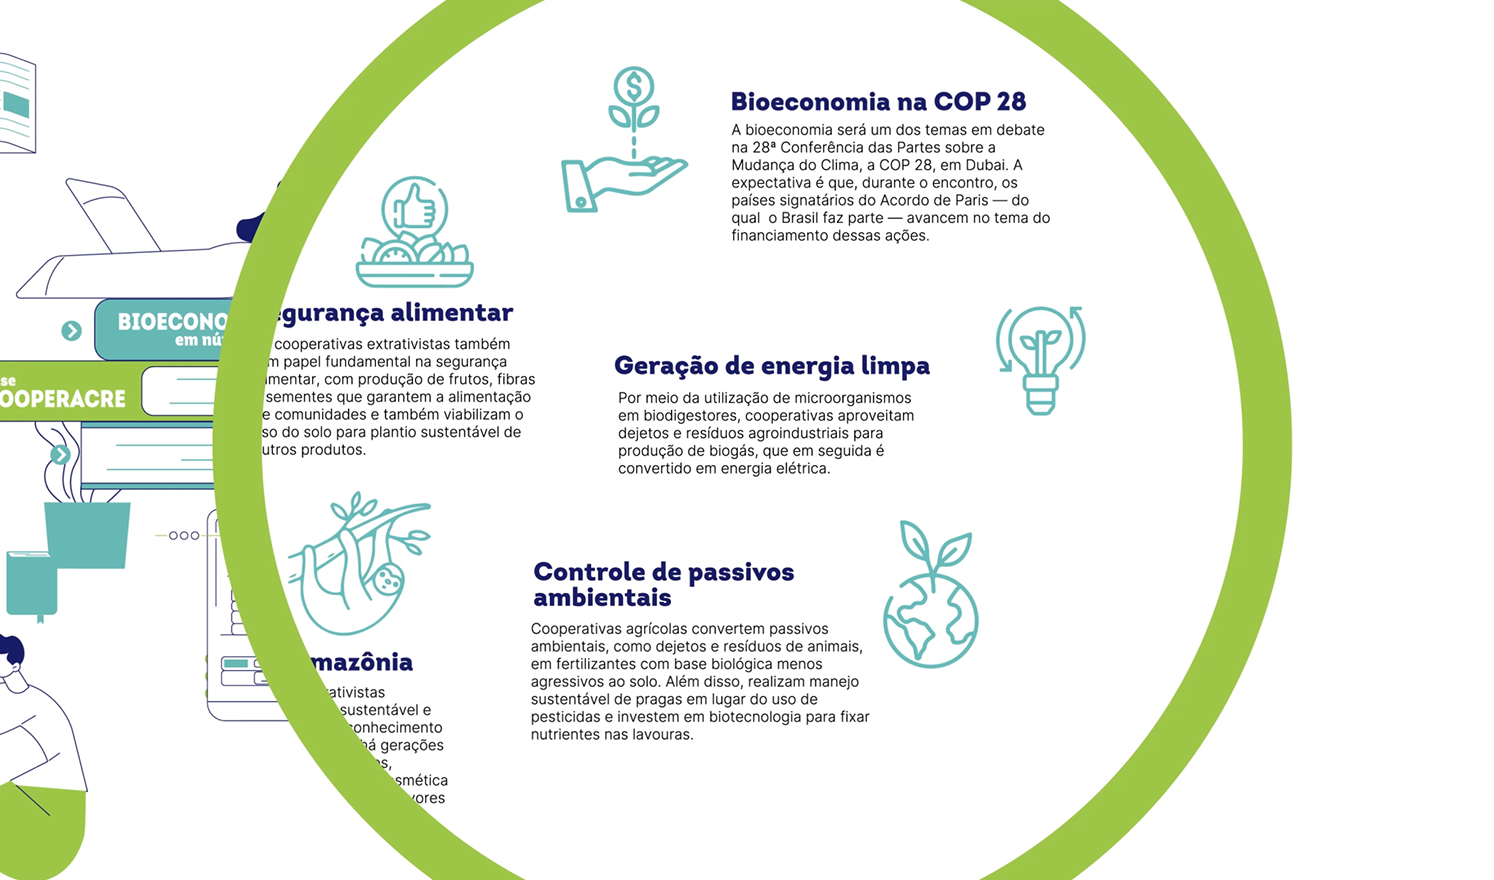 Bioeconomia na COP 28
A bioeconomia será um dos temas em debate
na 28ª Conferência das Partes sobre a
Mudança do Clima, a COP 28, em Dubai. A
expectativa é que, durante o encontro, os
países signatários do Acordo de Paris — do
qual o Brasil faz parte — avancem no tema do
financiamento dessas ações.
egurança alimentar
cooperativas extrativistas também
m papel fundamental na segurança
imentar, com produção de frutos, fibras
sementes que garantem a alimentação
e comunidades e também viabilizam o
so do solo para plantio sustentável de
utros produtos.
BIOECONO
em nú
se
OOPERACRE
Geração de energia limpa
Por meio da utilização de microorganismos
em biodigestores, cooperativas aproveitam
dejetos e resíduos agroindustriais para
produção de biogás, que em seguida é
convertido em energia elétrica.
Controle de passivos
ambientais
Cooperativas agrícolas convertem passivos
ambientais, como dejetos e resíduos de animais,
em fertilizantes com base biológica menos
agressivos ao solo. Além disso, realizam manejo
sustentável de pragas em lugar do uso de
pesticidas e investem em biotecnologia para fixar
nutrientes nas lavouras.
mazônia
rativistas
sustentável e
conhecimento
há gerações
os,
smética
vores